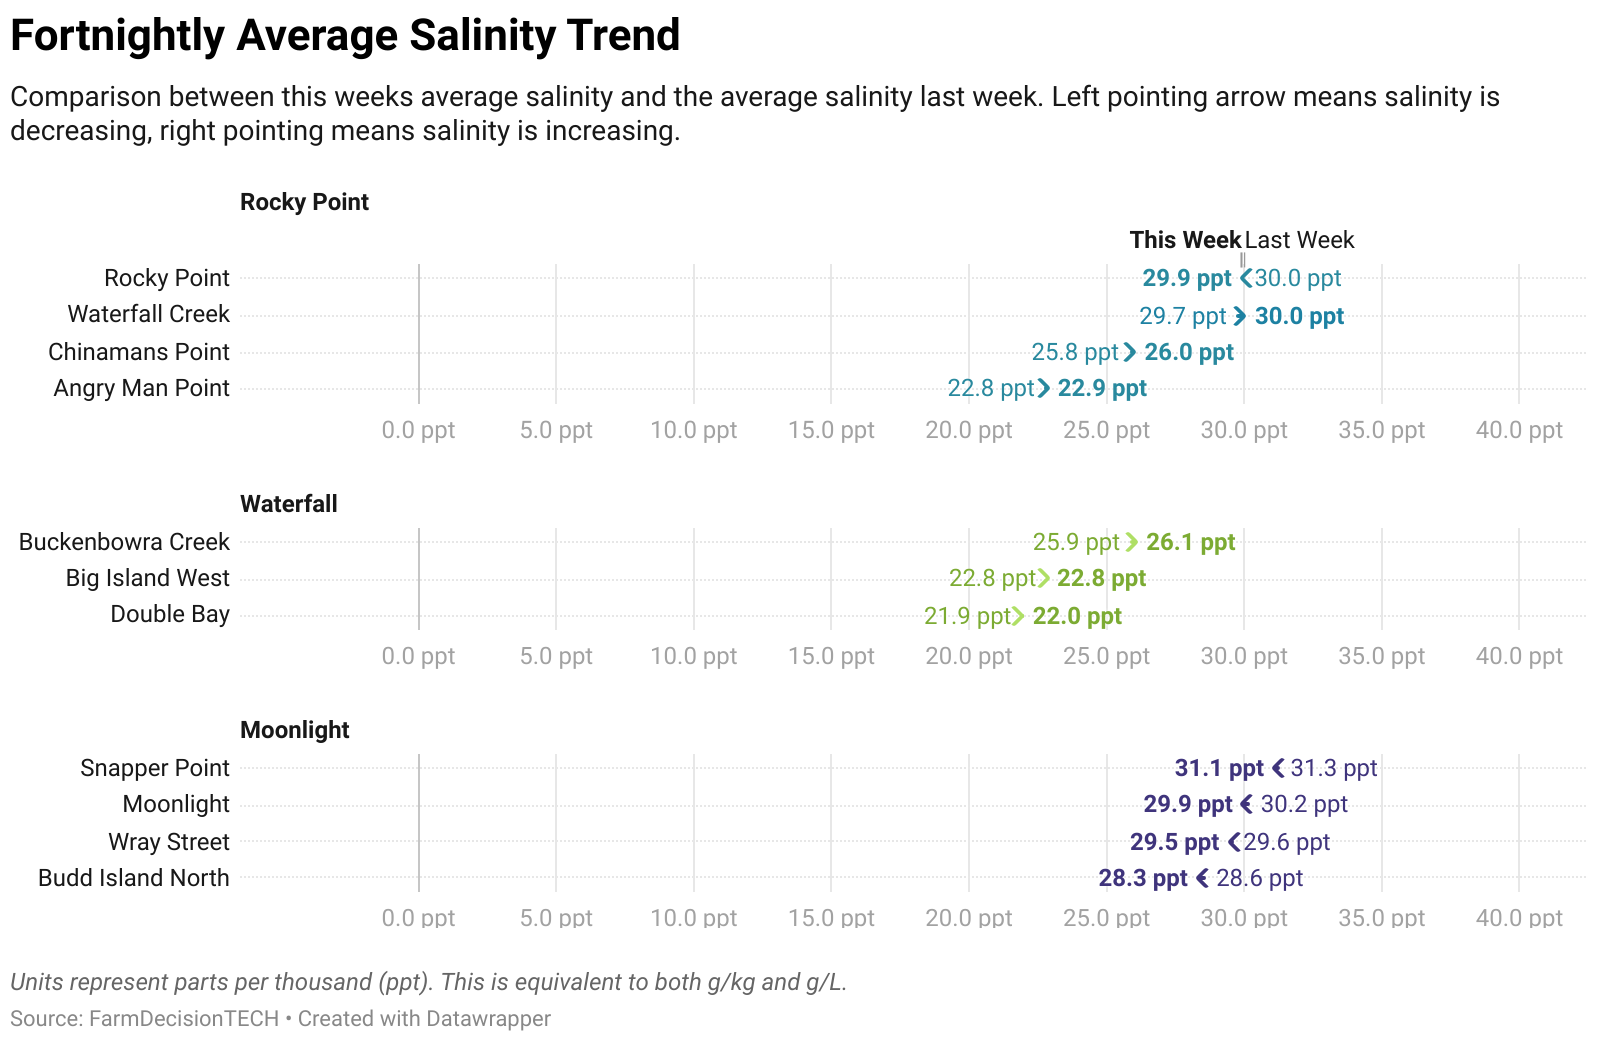 Fortnightly Average Salinity Trend
Comparison between this weeks average salinity and the average salinity last week. Left pointing arrow means salinity is
decreasing, right pointing means salinity is increasing.
Rocky Point
This Week Last Week
Rocky Point 29.9 ppt 30.0 ppt
Waterfall Creek 29.7 ppt 30.0 ppt
Chinamans Point 25.8 ppt 26.0 ppt
Angry Man Point 22.8 ppt 22.9 ppt
0.0 ppt 5.0 ppt 10.0 ppt 15.0 ppt 20.0 ppt 25.0 ppt 30.0 ppt 35.0 ppt 40.0 ppt
Waterfall
Buckenbowra Creek 25.9 ppt 26.1 ppt
Big Island West 22.8 ppt 22.8 ppt
Double Bay 21.9 ppt 22.0 ppt
0.0 ppt 5.0 ppt 10.0 ppt 15.0 ppt 20.0 ppt 25.0 ppt 30.0 ppt 35.0 ppt 40.0 ppt
Moonlight
Snapper Point 31.1 ppt 31.3 ppt
Moonlight 29.9 ppt 30.2 ppt
Wray Street 29.5 ppt 29.6 ppt
Budd Island North 28.3 ppt 28.6 ppt
0.0 ppt 5.0 ppt 10.0 ppt 15.0 ppt 20.0 ppt 25.0 ppt 30.0 ppt 35.0 ppt 40.0 ppt
Units represent parts per thousand (ppt). This is equivalent to both g/kg and g/L.
Source: FarmDecisionTECH • Created with Datawrapper